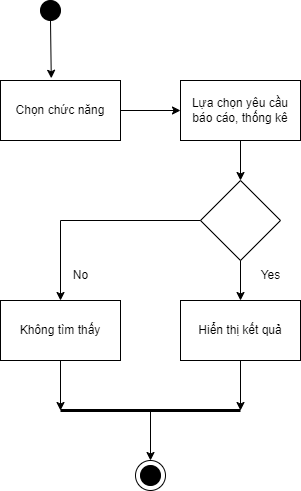 Chọn chức năng
Lựa chọn yêu cầu
báo cáo, thống kê
No
Yes
Không tìm thấy
Hiển thị kết quả